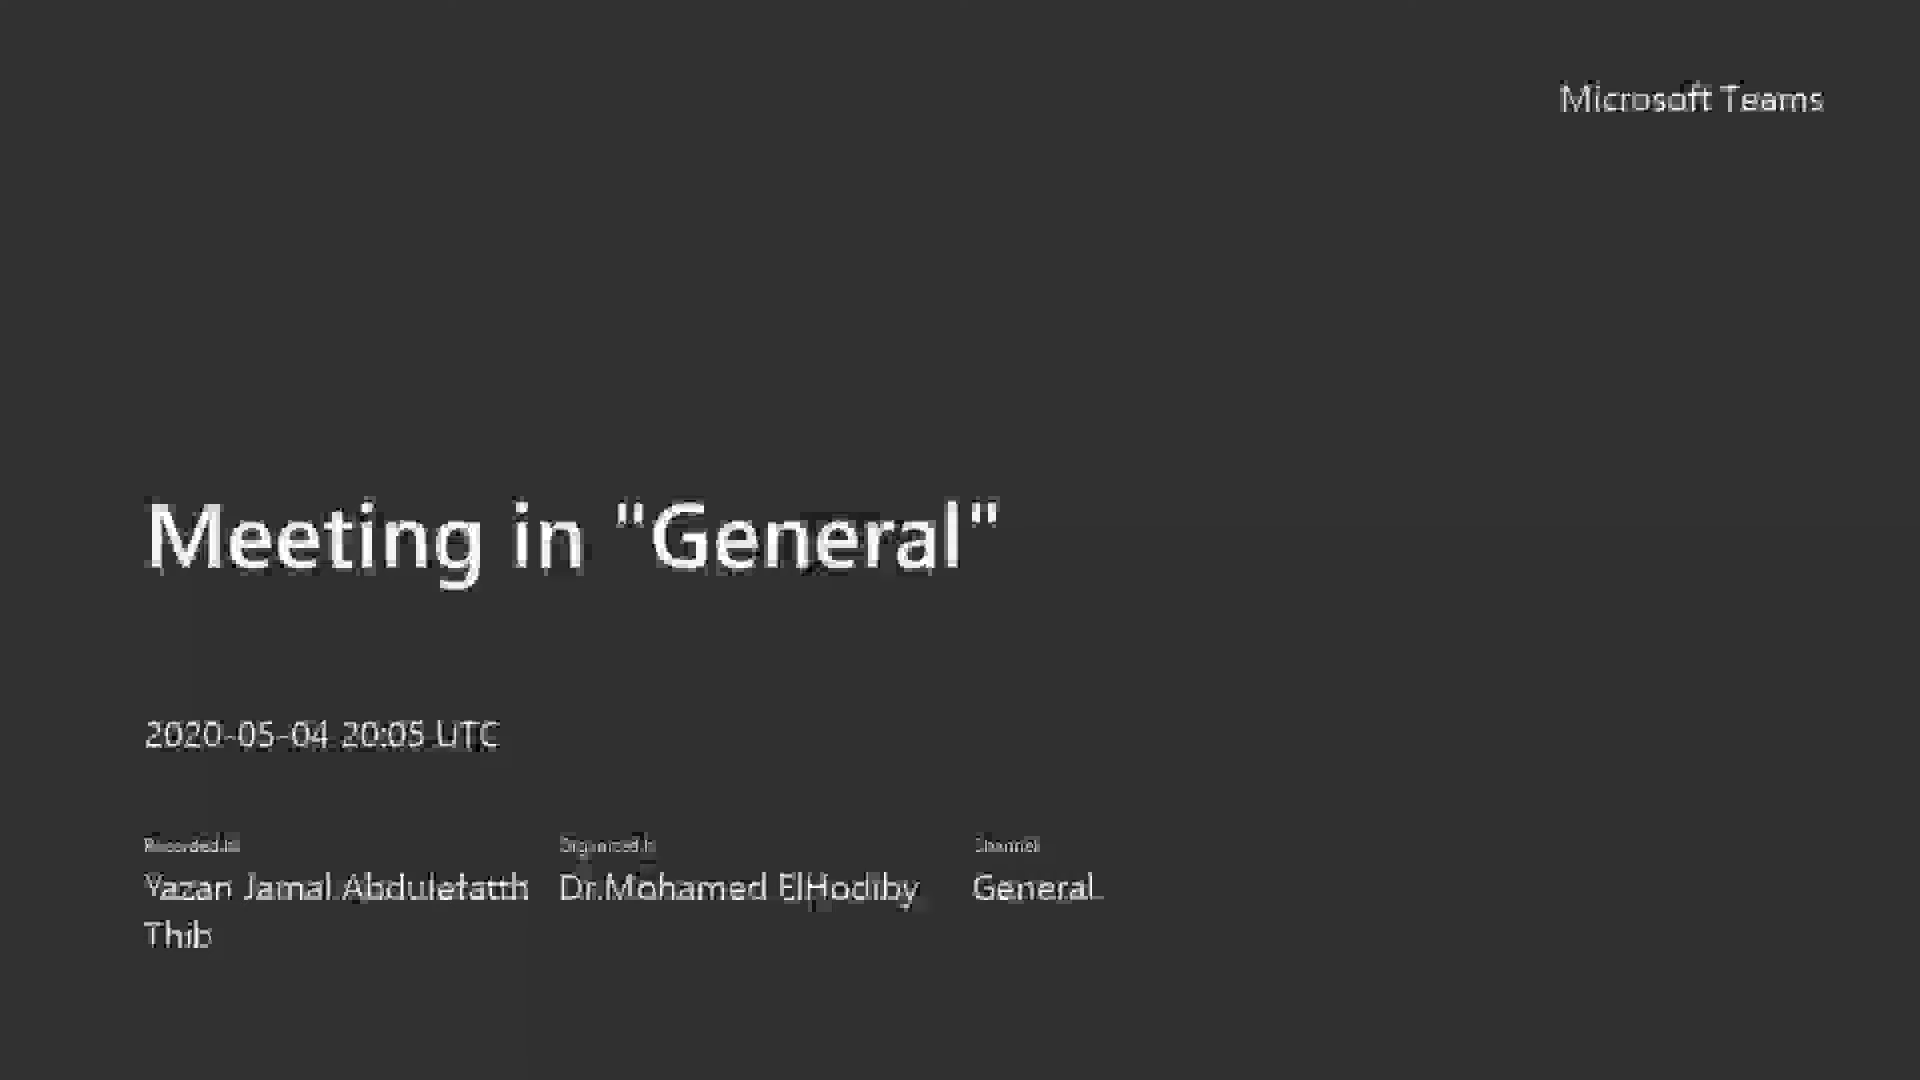 Microsoft Teams
Meeting in "General"
2020-05-04 20:05 UTC
Recorded by
Organized by
Channel
Yazan Jamal Abdulefatth
Dr.Mohamed ElHodiby
General
Thib